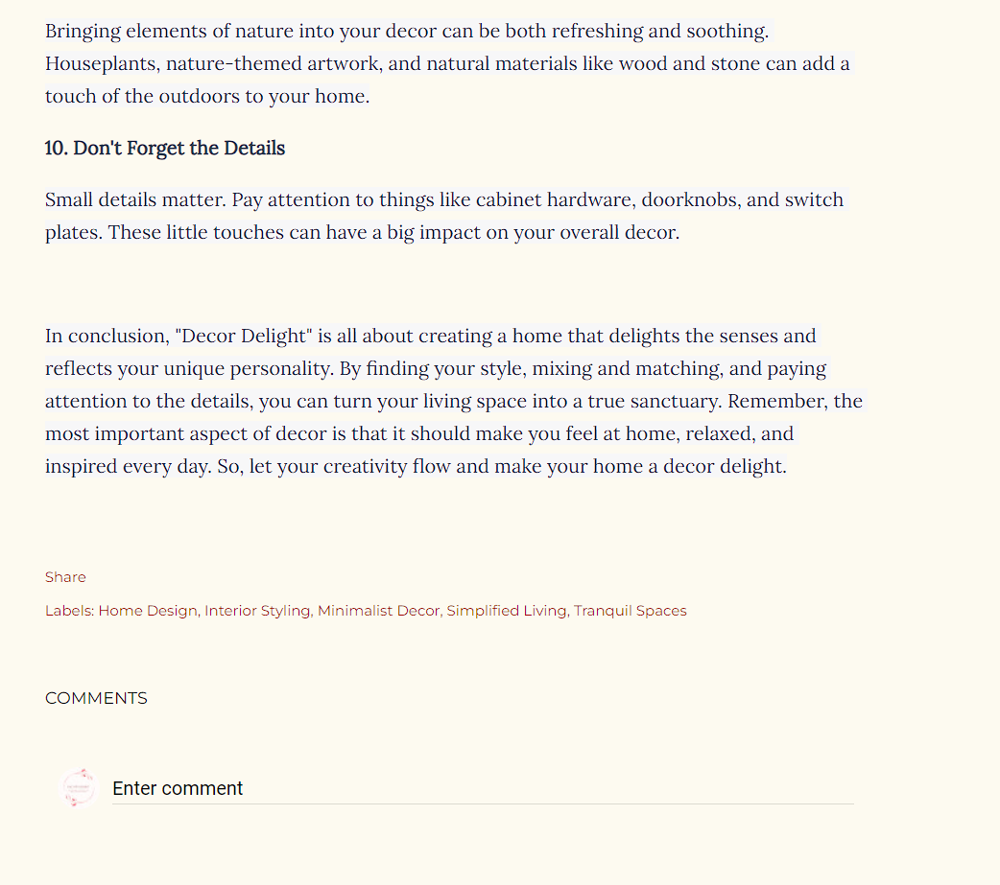 Bringing elements of nature into your decor can be both refreshing and soothing.
Houseplants, nature-themed artwork, and natural materials like wood and stone can add a
touch of the outdoors to your home.
10. Don't Forget the Details
Small details matter. Pay attention to things like cabinet hardware, doorknobs, and switch
plates. These little touches can have a big impact on your overall decor.
In conclusion, "Decor Delight" is all about creating a home that delights the senses and
reflects your unique personality. By finding your style, mixing and matching, and paying
attention to the details, you can turn your living space into a true sanctuary. Remember, the
most important aspect of decor is that it should make you feel at home, relaxed, and
inspired every day. So, let your creativity flow and make your home a decor delight.
Share
Labels: Home Design, Interior Styling, Minimalist Decor, Simplified Living, Tranquil Spaces
COMMENTS
Enter comment